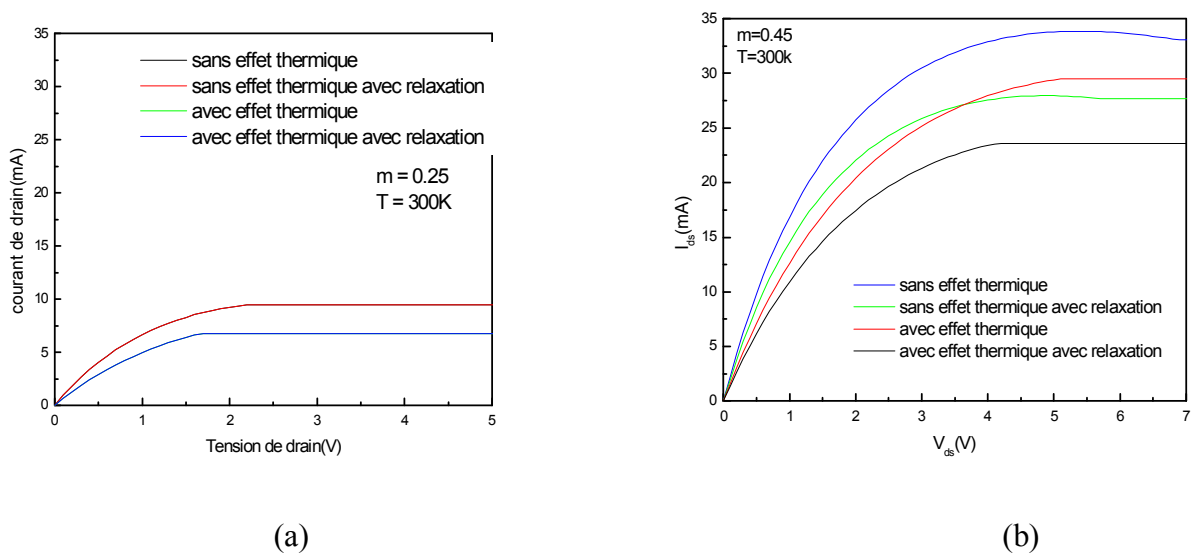 35
30
25
20
15
10
5
0
courant de drain(mA)
sans effet thermique
sans effet thermique avec relaxation
avec effet thermique
avec effet thermique avec relaxation
m = 0.25
T = 300K
0 1 2 3 4 5
Tension de drain(V)
(a)
35
30
25
20
15
10
5
0
I_ds(mA)
m=0.45
T=300k
sans effet thermique
sans effet thermique avec relaxation
avec effet thermique
avec effet thermique avec relaxation
0 1 2 3 4 5 6 7
V_ds(V)
(b)